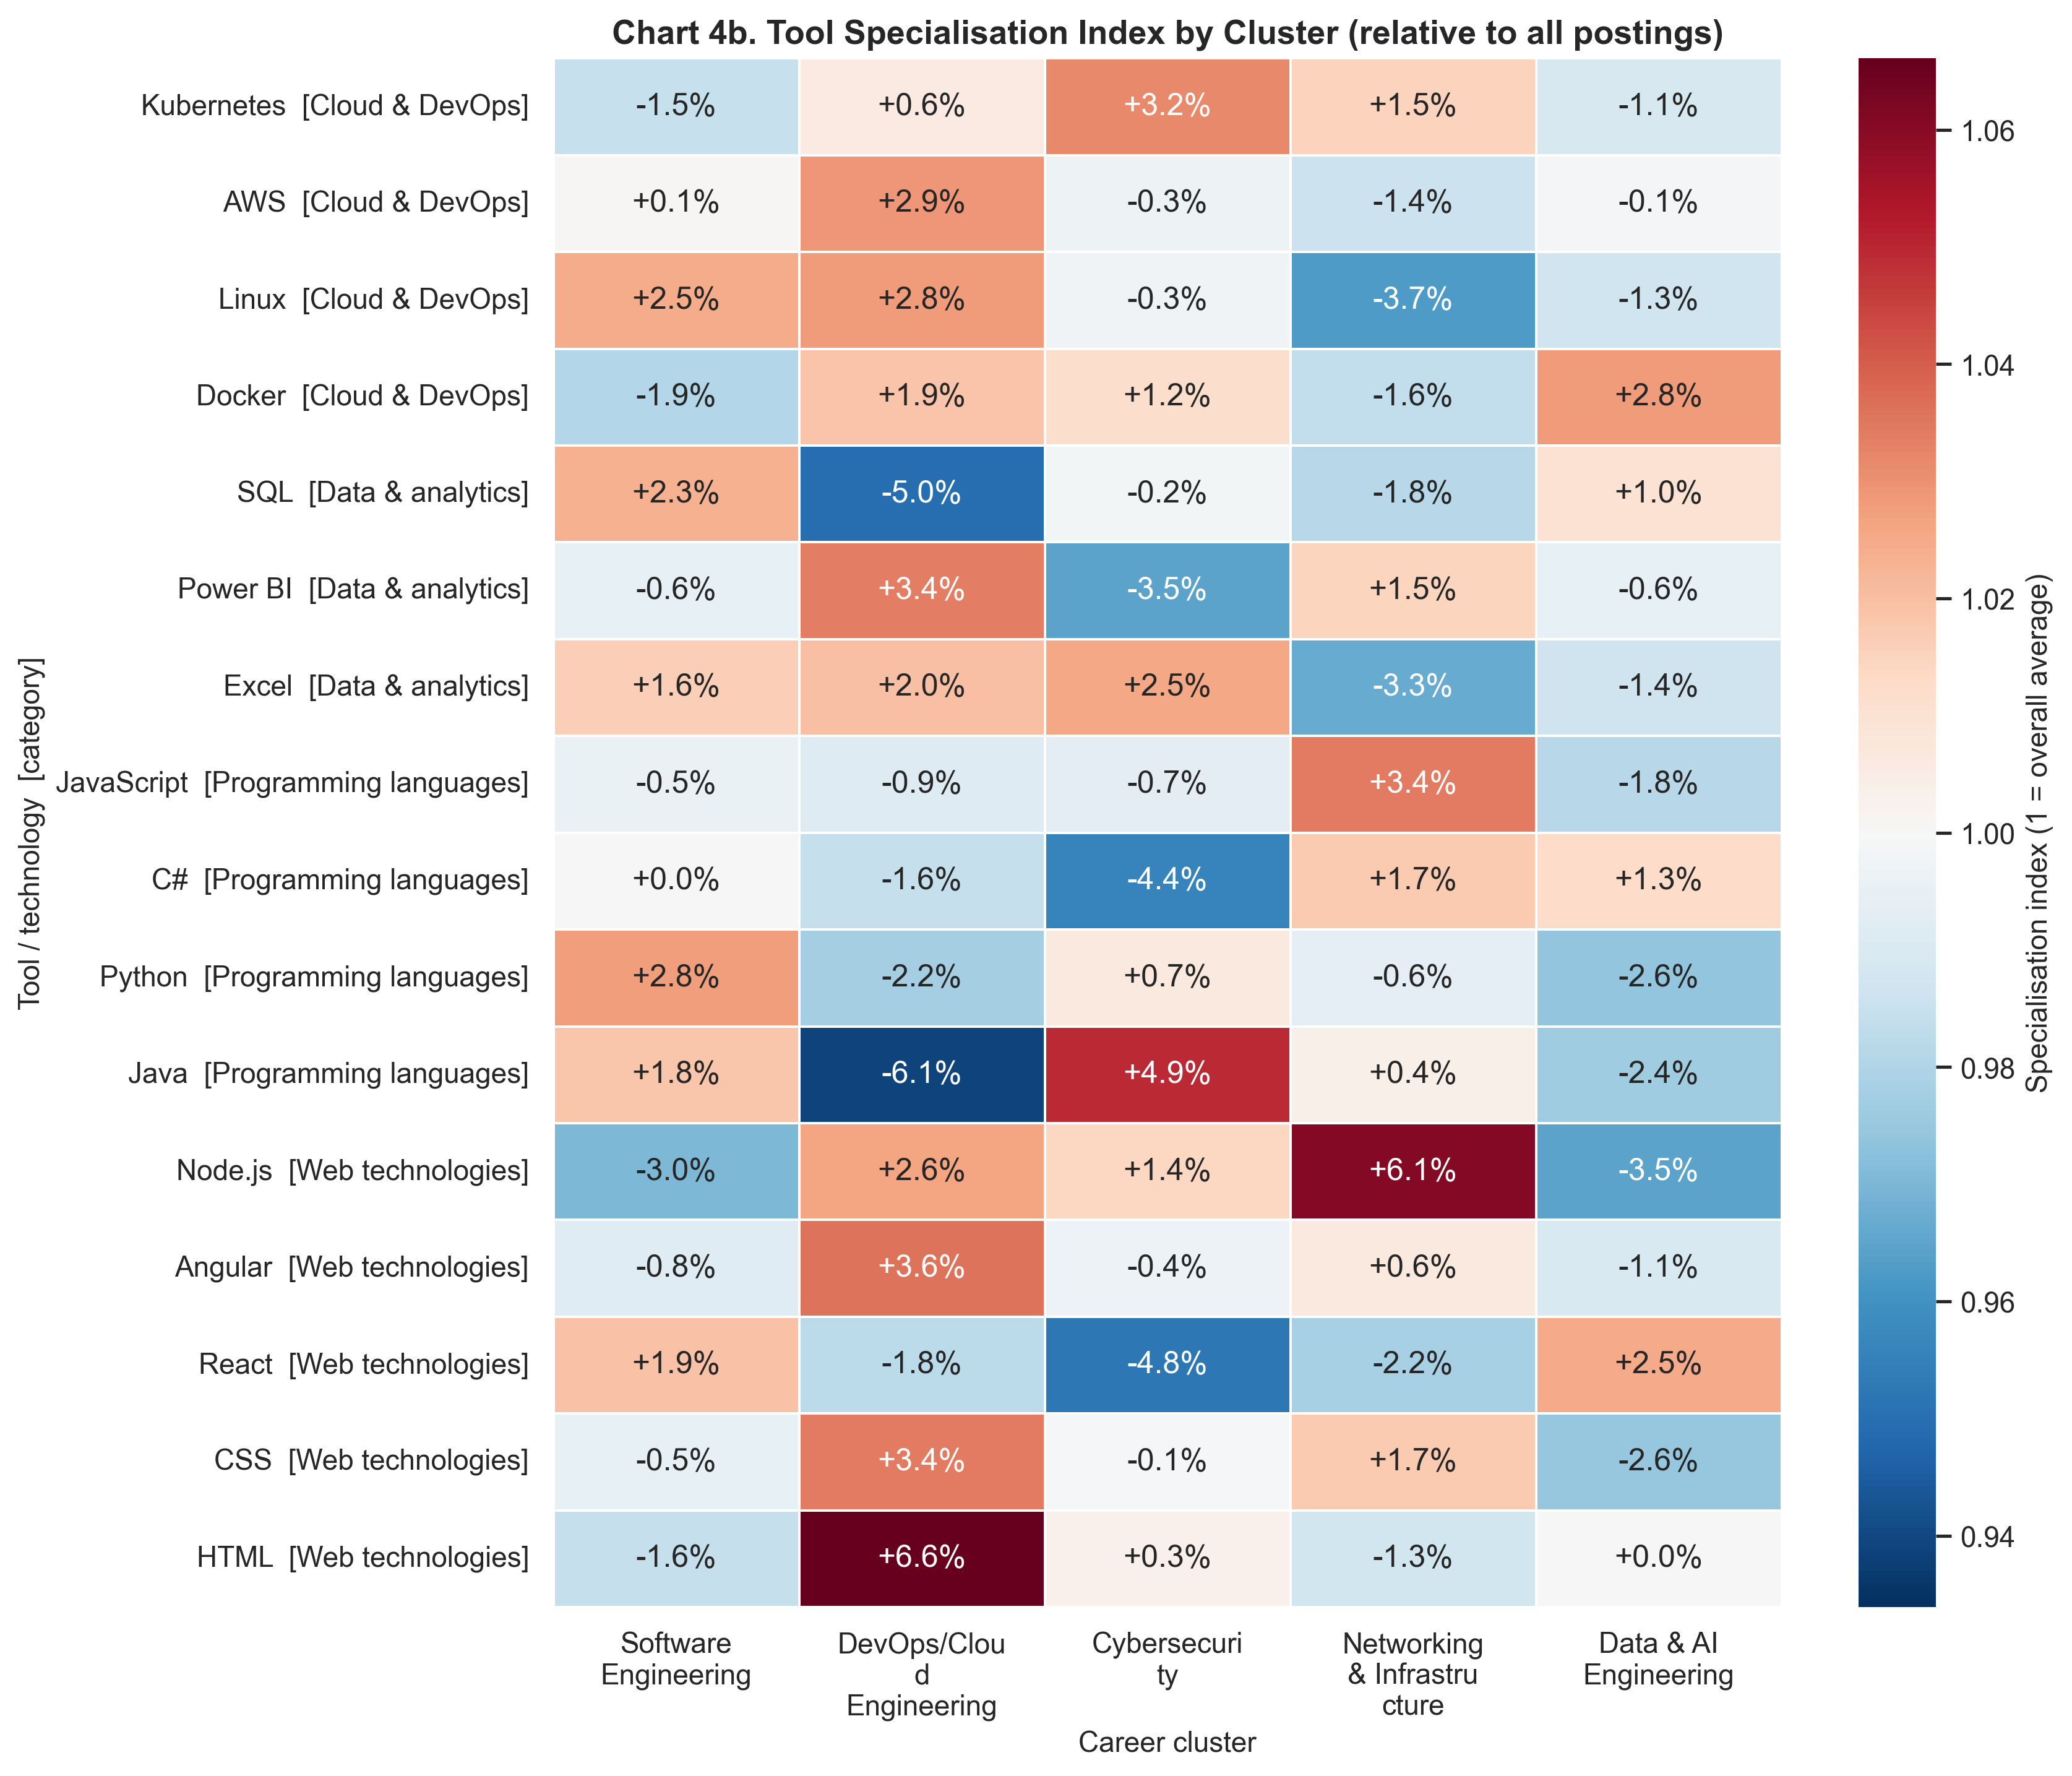 Chart 4b. Tool Specialisation Index by Cluster (relative to all postings)
Tool / technology  [category]
Kubernetes  [Cloud & DevOps] -1.5% +0.6% +3.2% +1.5% -1.1%
AWS  [Cloud & DevOps] +0.1% +2.9% -0.3% -1.4% -0.1%
Linux  [Cloud & DevOps] +2.5% +2.8% -0.3% -3.7% -1.3%
Docker  [Cloud & DevOps] -1.9% +1.9% +1.2% -1.6% +2.8%
SQL  [Data & analytics] +2.3% -5.0% -0.2% -1.8% +1.0%
Power BI  [Data & analytics] -0.6% +3.4% -3.5% +1.5% -0.6%
Excel  [Data & analytics] +1.6% +2.0% +2.5% -3.3% -1.4%
JavaScript  [Programming languages] -0.5% -0.9% -0.7% +3.4% -1.8%
C#  [Programming languages] +0.0% -1.6% -4.4% +1.7% +1.3%
Python  [Programming languages] +2.8% -2.2% +0.7% -0.6% -2.6%
Java  [Programming languages] +1.8% -6.1% +4.9% +0.4% -2.4%
Node.js  [Web technologies] -3.0% +2.6% +1.4% +6.1% -3.5%
Angular  [Web technologies] -0.8% +3.6% -0.4% +0.6% -1.1%
React  [Web technologies] +1.9% -1.8% -4.8% -2.2% +2.5%
CSS  [Web technologies] -0.5% +3.4% -0.1% +1.7% -2.6%
HTML  [Web technologies] -1.6% +6.6% +0.3% -1.3% +0.0%
Software
Engineering
DevOps/Clou
d
Engineering
Cybersecuri
ty
Networking
& Infrastru
cture
Data & AI
Engineering
Career cluster
1.06
1.04
1.02
1.00
0.98
0.96
0.94
Specialisation index (1 = overall average)